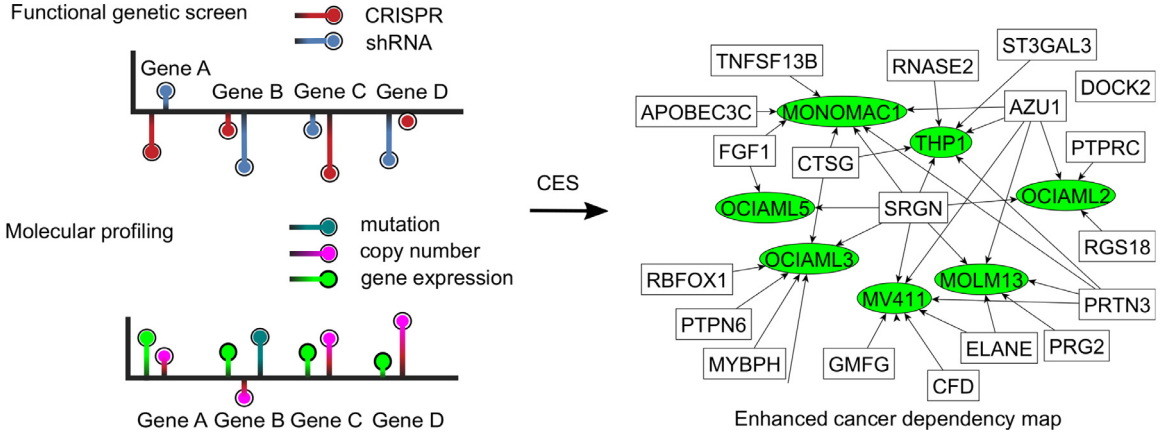 Functional genetic screen
CRISPR
shRNA
Gene A
Gene B Gene C Gene D
Molecular profiling
mutation
copy number
gene expression
Gene A Gene B Gene C Gene D
CES
ST3GAL3
TNFSF13B
RNASE2
DOCK2
APOBEC3C
MONOMAC1
AZU1
THP1
FGF1
CTSG
PTPRC
OCIAML5
SRGN
OCIAML2
RGS18
OCIAML3
RBFOX1
MOLM13
MV411
PRTN3
PTPN6
MYBPH
GMFG
ELANE
PRG2
CFD
Enhanced cancer dependency map